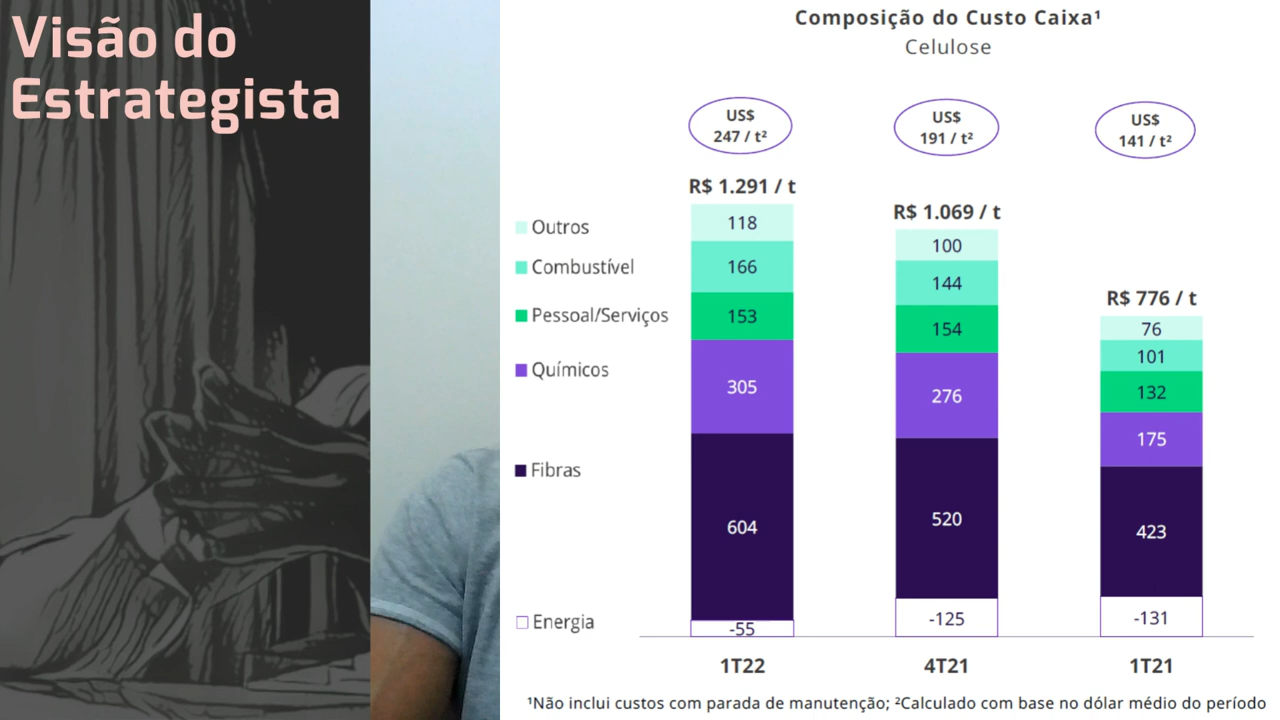 Visão do
Estrategista
Composição do Custo Caixa¹
Celulose
US$
247 / t²
US$
191 / t²
US$
141 / t²
R$ 1.291 / t
R$ 1.069 / t
R$ 776 / t
Outros
Combustível
Pessoal/Serviços
Químicos
Fibras
Energia
118
166
153
305
604
-55
100
144
154
276
520
-125
76
101
132
175
423
-131
1T22
4T21
1T21
¹Não inclui custos com parada de manutenção; ²Calculado com base no dólar médio do período